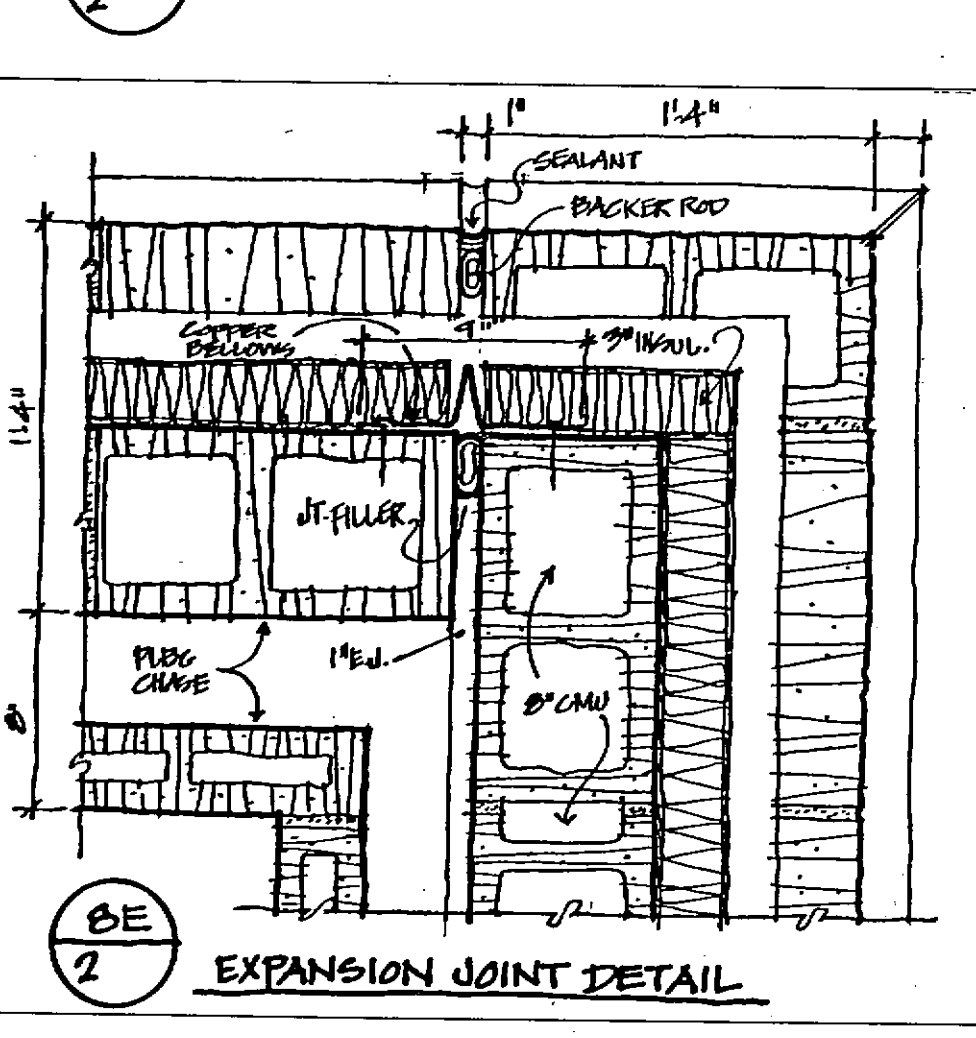 2
1" 1'-4"
SEALANT
BACKER ROD
9"
COPPER
BELLOWS
3" INSUL.
1'-4"
JT. FILLER
PLBG
CHASE
1" E.J.
8"
8" CMU
8E
2
EXPANSION JOINT DETAIL